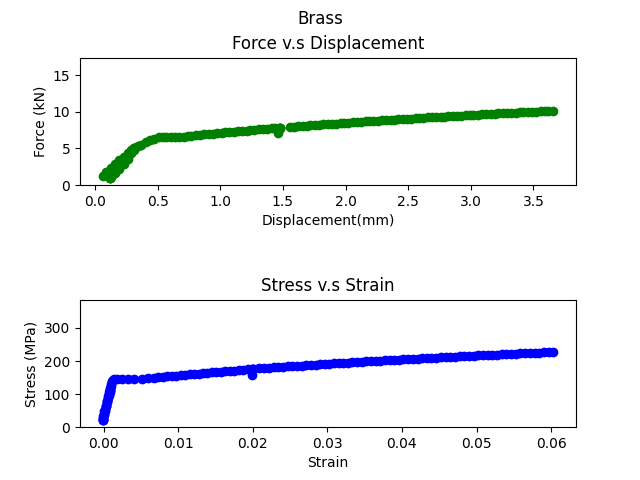 Brass
Force v.s Displacement
15
10
5
0
Force (kN)
0.0 0.5 1.0 1.5 2.0 2.5 3.0 3.5
Displacement(mm)
Stress v.s Strain
300
200
100
0
Stress (MPa)
0.00 0.01 0.02 0.03 0.04 0.05 0.06
Strain